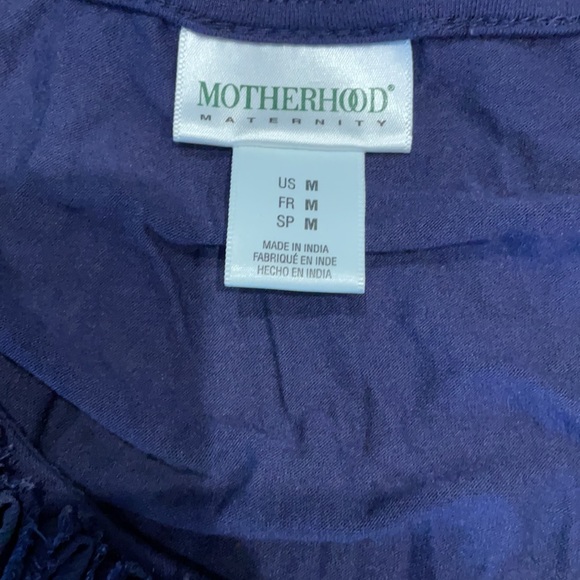 MOTHERHOOD®
MATERNITY
US M
FR M
SP M
MADE IN INDIA
FABRIQUÉ EN INDE
HECHO EN INDIA